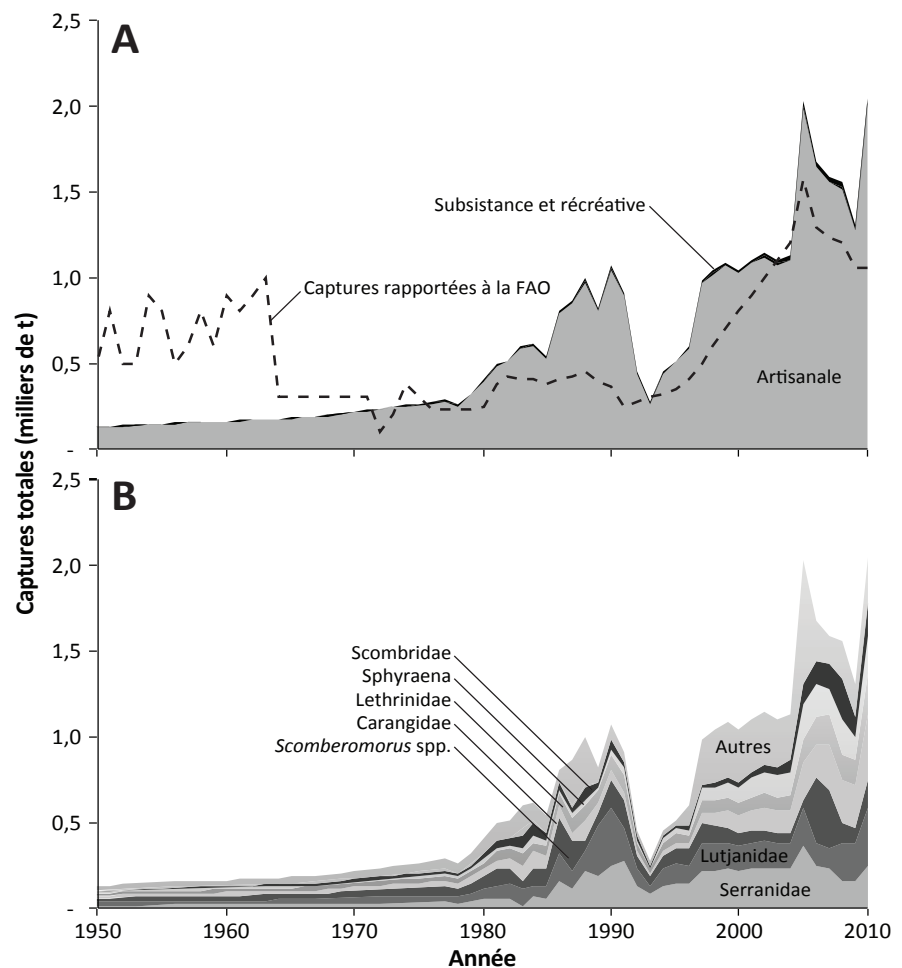 A
2,5
2,0
1,5
1,0
0,5
-
Subsistance et récréative
Captures rapportées à la FAO
Artisanale
Captures totales (milliers de t)
B
2,5
2,0
1,5
1,0
0,5
-
Scombridae
Sphyraena
Lethrinidae
Carangidae
Scomberomorus spp.
Autres
Lutjanidae
Serranidae
1950 1960 1970 1980 1990 2000 2010
Année